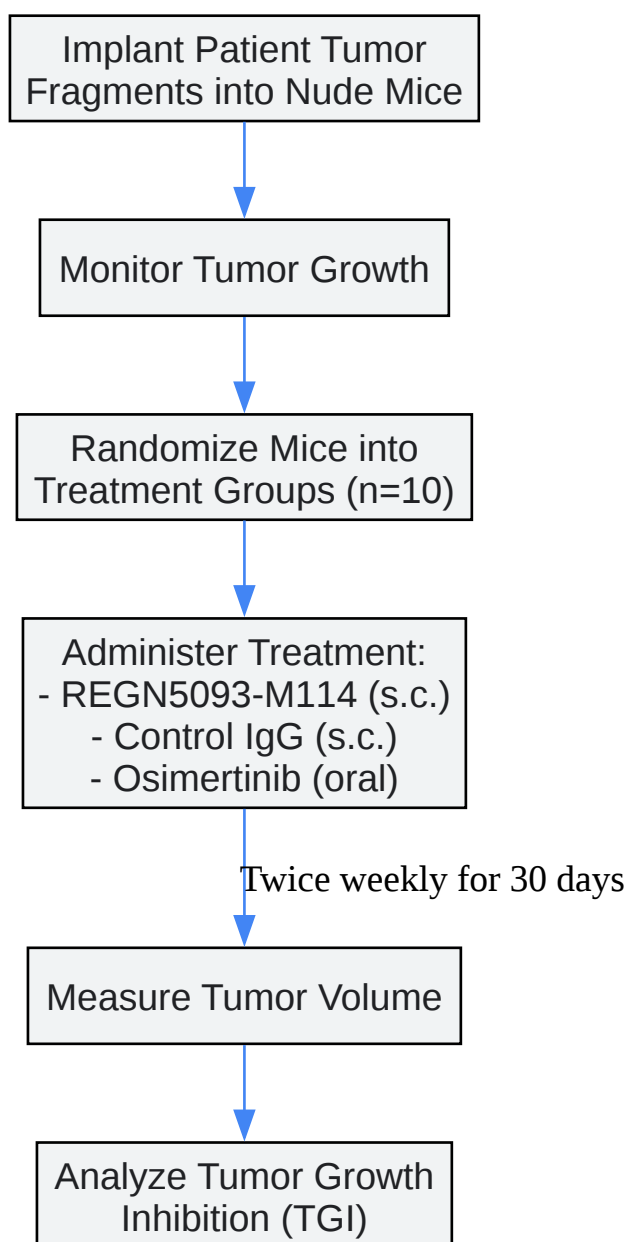 Implant Patient Tumor
Fragments into Nude Mice
Monitor Tumor Growth
Randomize Mice into
Treatment Groups (n=10)
Administer Treatment:
- REGN5093-M114 (s.c.)
- Control IgG (s.c.)
- Osimertinib (oral)
Twice weekly for 30 days
Measure Tumor Volume
Analyze Tumor Growth
Inhibition (TGI)